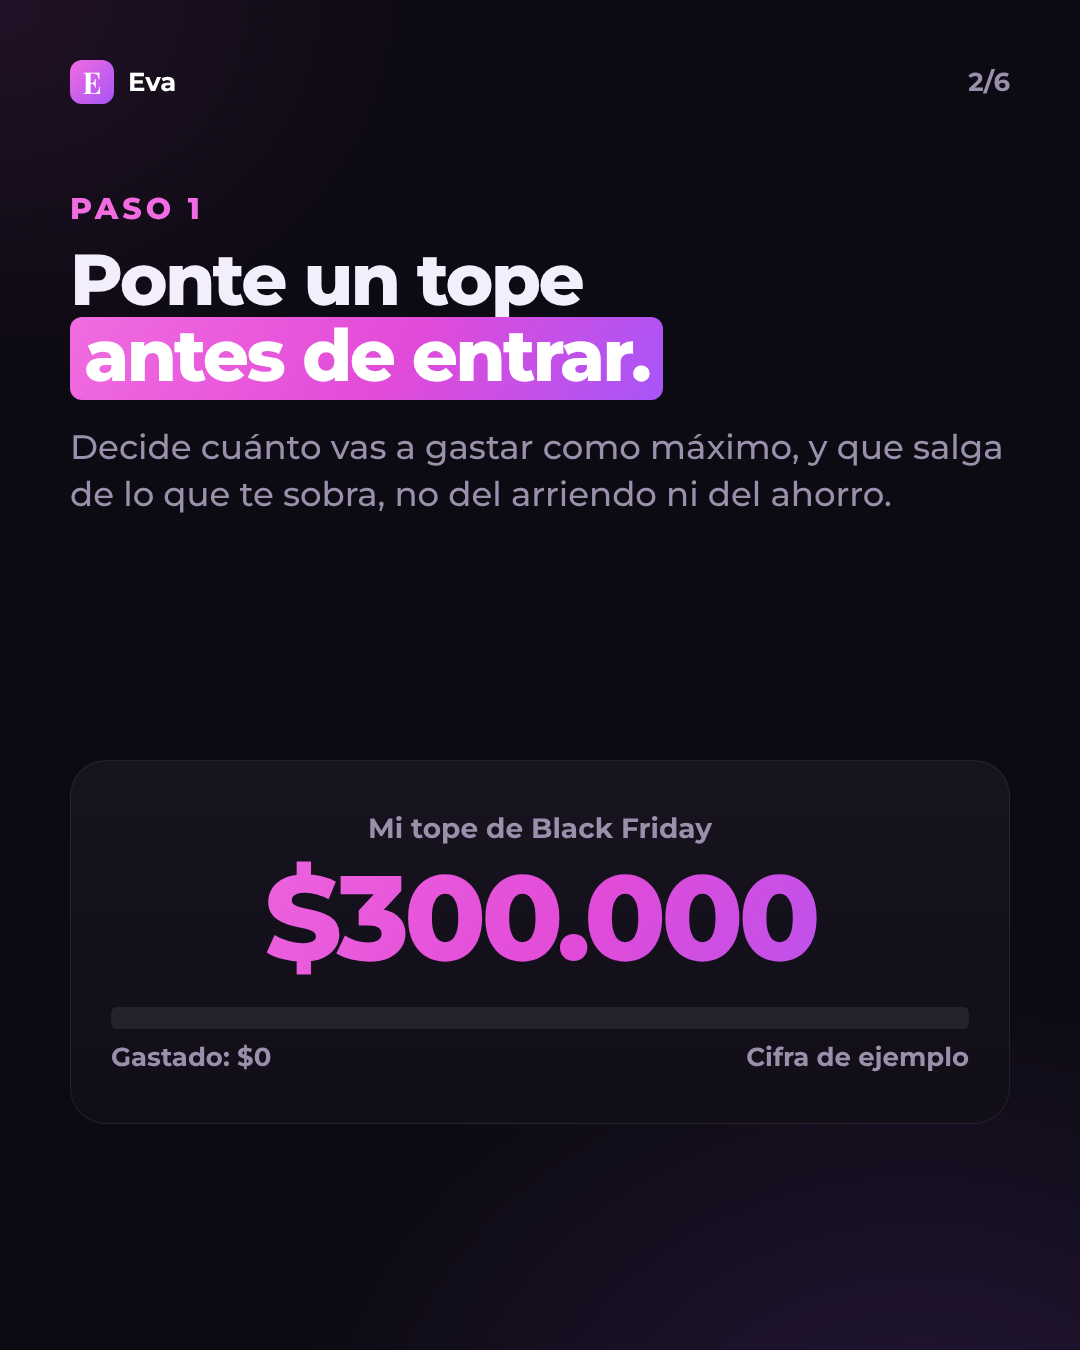 E Eva
2/6
PASO 1
Ponte un tope
antes de entrar.
Decide cuánto vas a gastar como máximo, y que salga
de lo que te sobra, no del arriendo ni del ahorro.
Mi tope de Black Friday
$300.000
Gastado: $0
Cifra de ejemplo